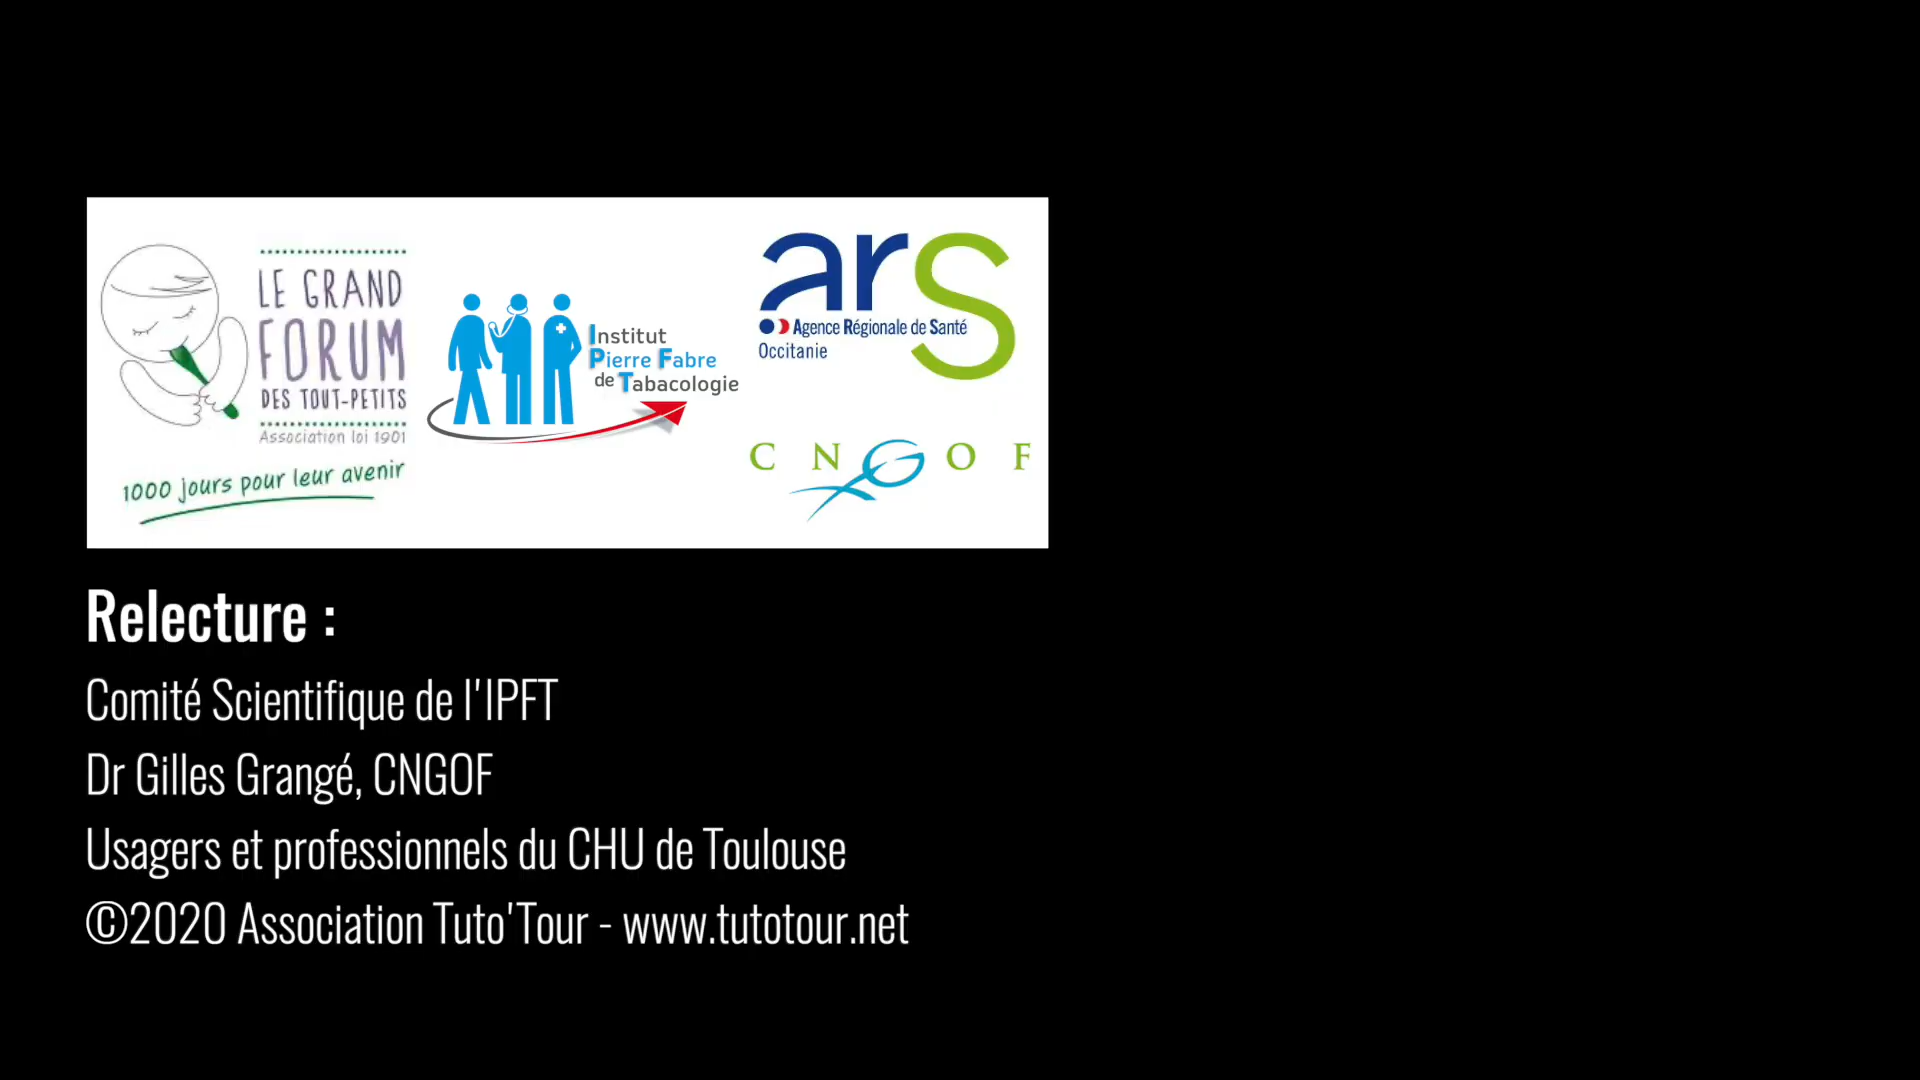 LE GRAND
FORUM
DES TOUT-PETITS
Association loi 1901
1000 jours pour leur avenir
Institut
Pierre Fabre
de Tabacologie
ars
Agence Régionale de Santé
Occitanie
CNGOF
Relecture :
Comité Scientifique de l'IPFT
Dr Gilles Grangé, CNGOF
Usagers et professionnels du CHU de Toulouse
©2020 Association Tuto'Tour - www.tutotour.net